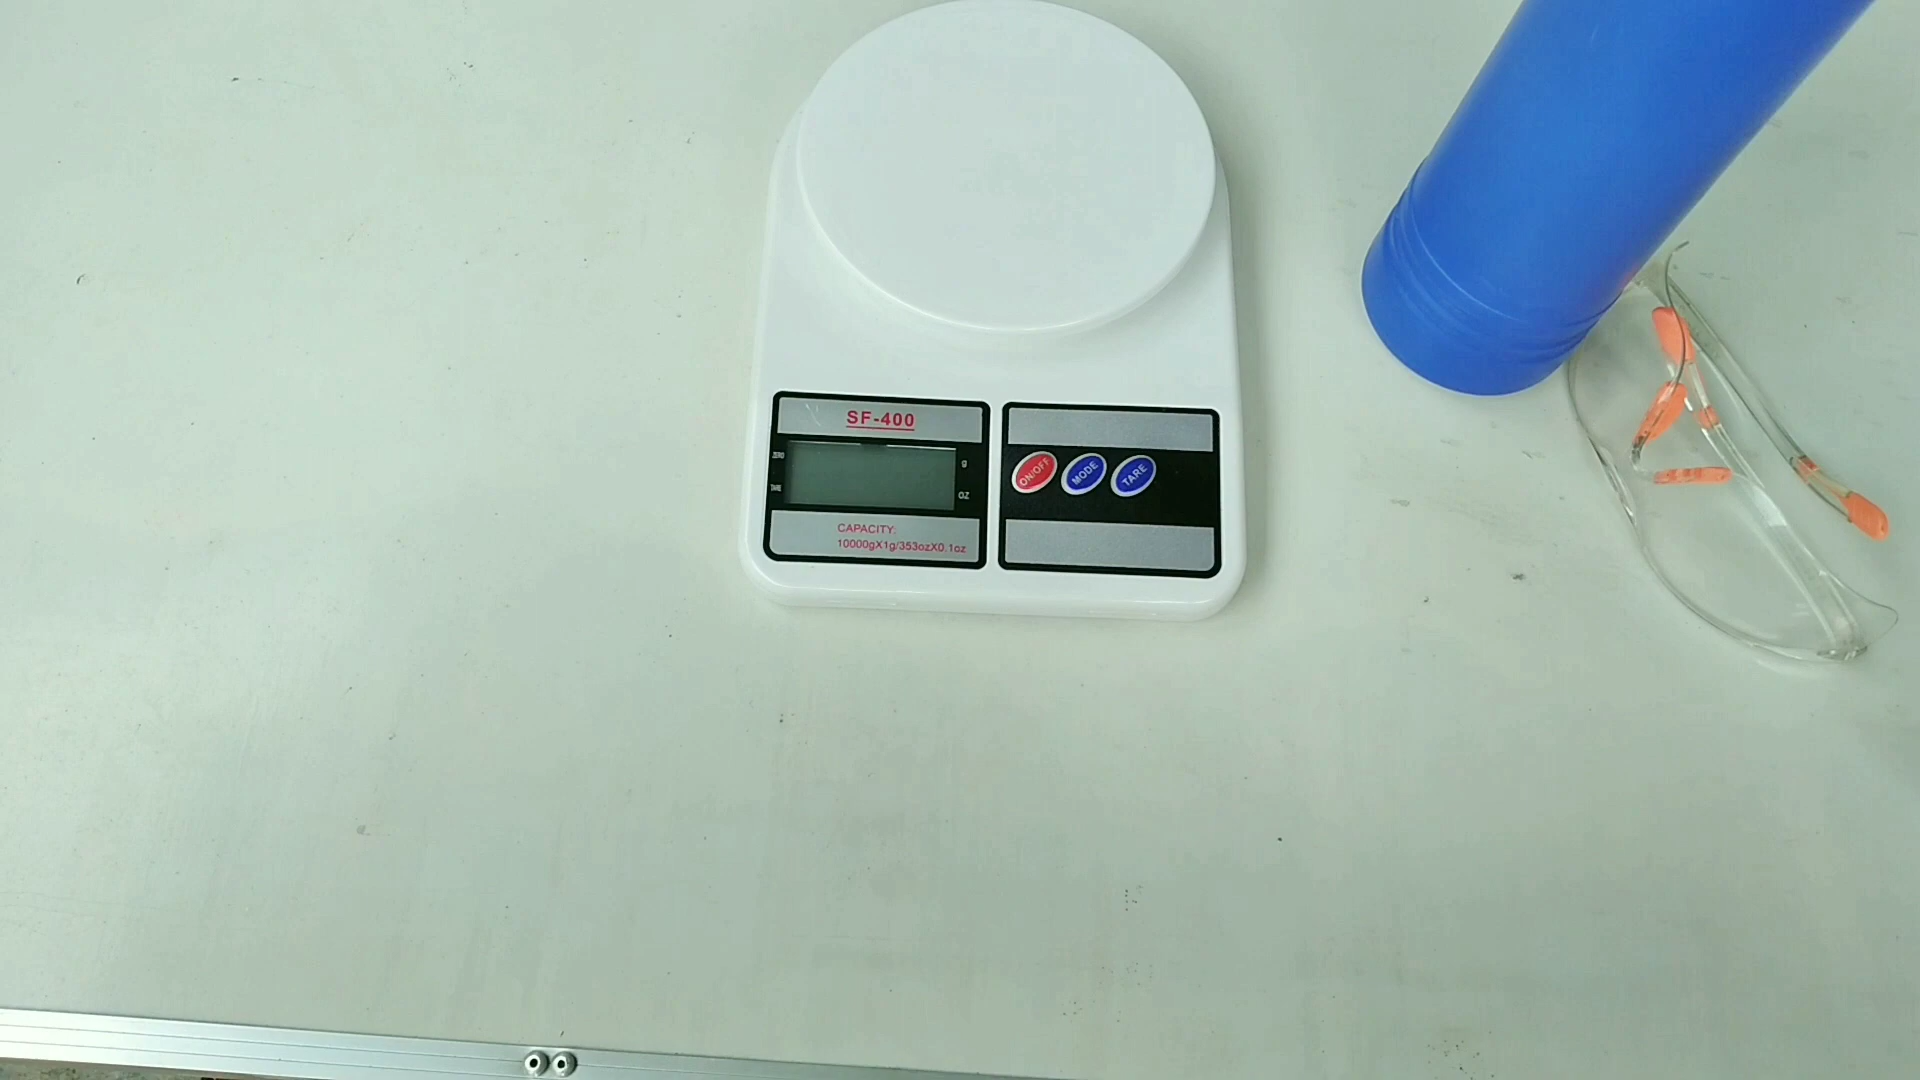 SF-400
ZERO
TARE
g
OZ
CAPACITY:
10000gX1g/353ozX0.1oz
ON/OFF
MODE
TARE